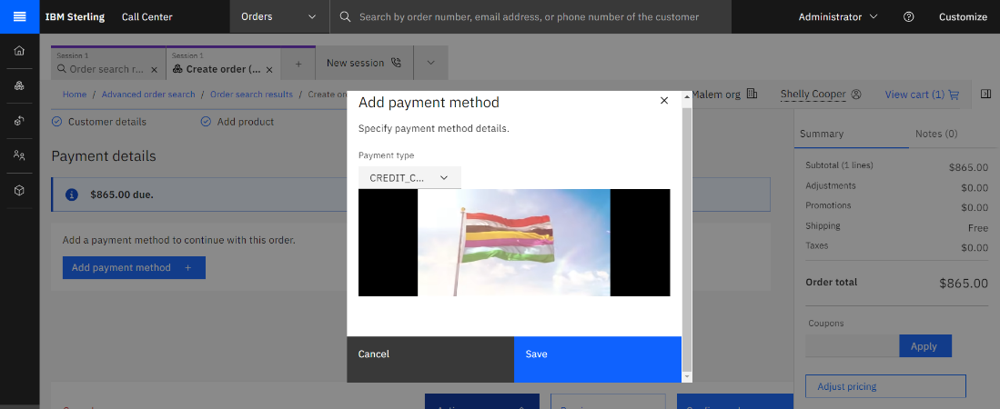 IBM Sterling Call Center Orders Search by order number, email address, or phone number of the customer Administrator Customize
Session 1 Session 1
Order search r... Create order (... New session
Home / Advanced order search / Order search results / Create or Malem org Shelly Cooper View cart (1)
Customer details Add product
Payment details
$865.00 due.
Add a payment method to continue with this order.
Add payment method
Add payment method
Specify payment method details.
Payment type
CREDIT_C...
Cancel Save
Summary Notes (0)
Subtotal (1 lines) $865.00
Adjustments $0.00
Promotions $0.00
Shipping Free
Taxes $0.00
Order total $865.00
Coupons
Apply
Adjust pricing